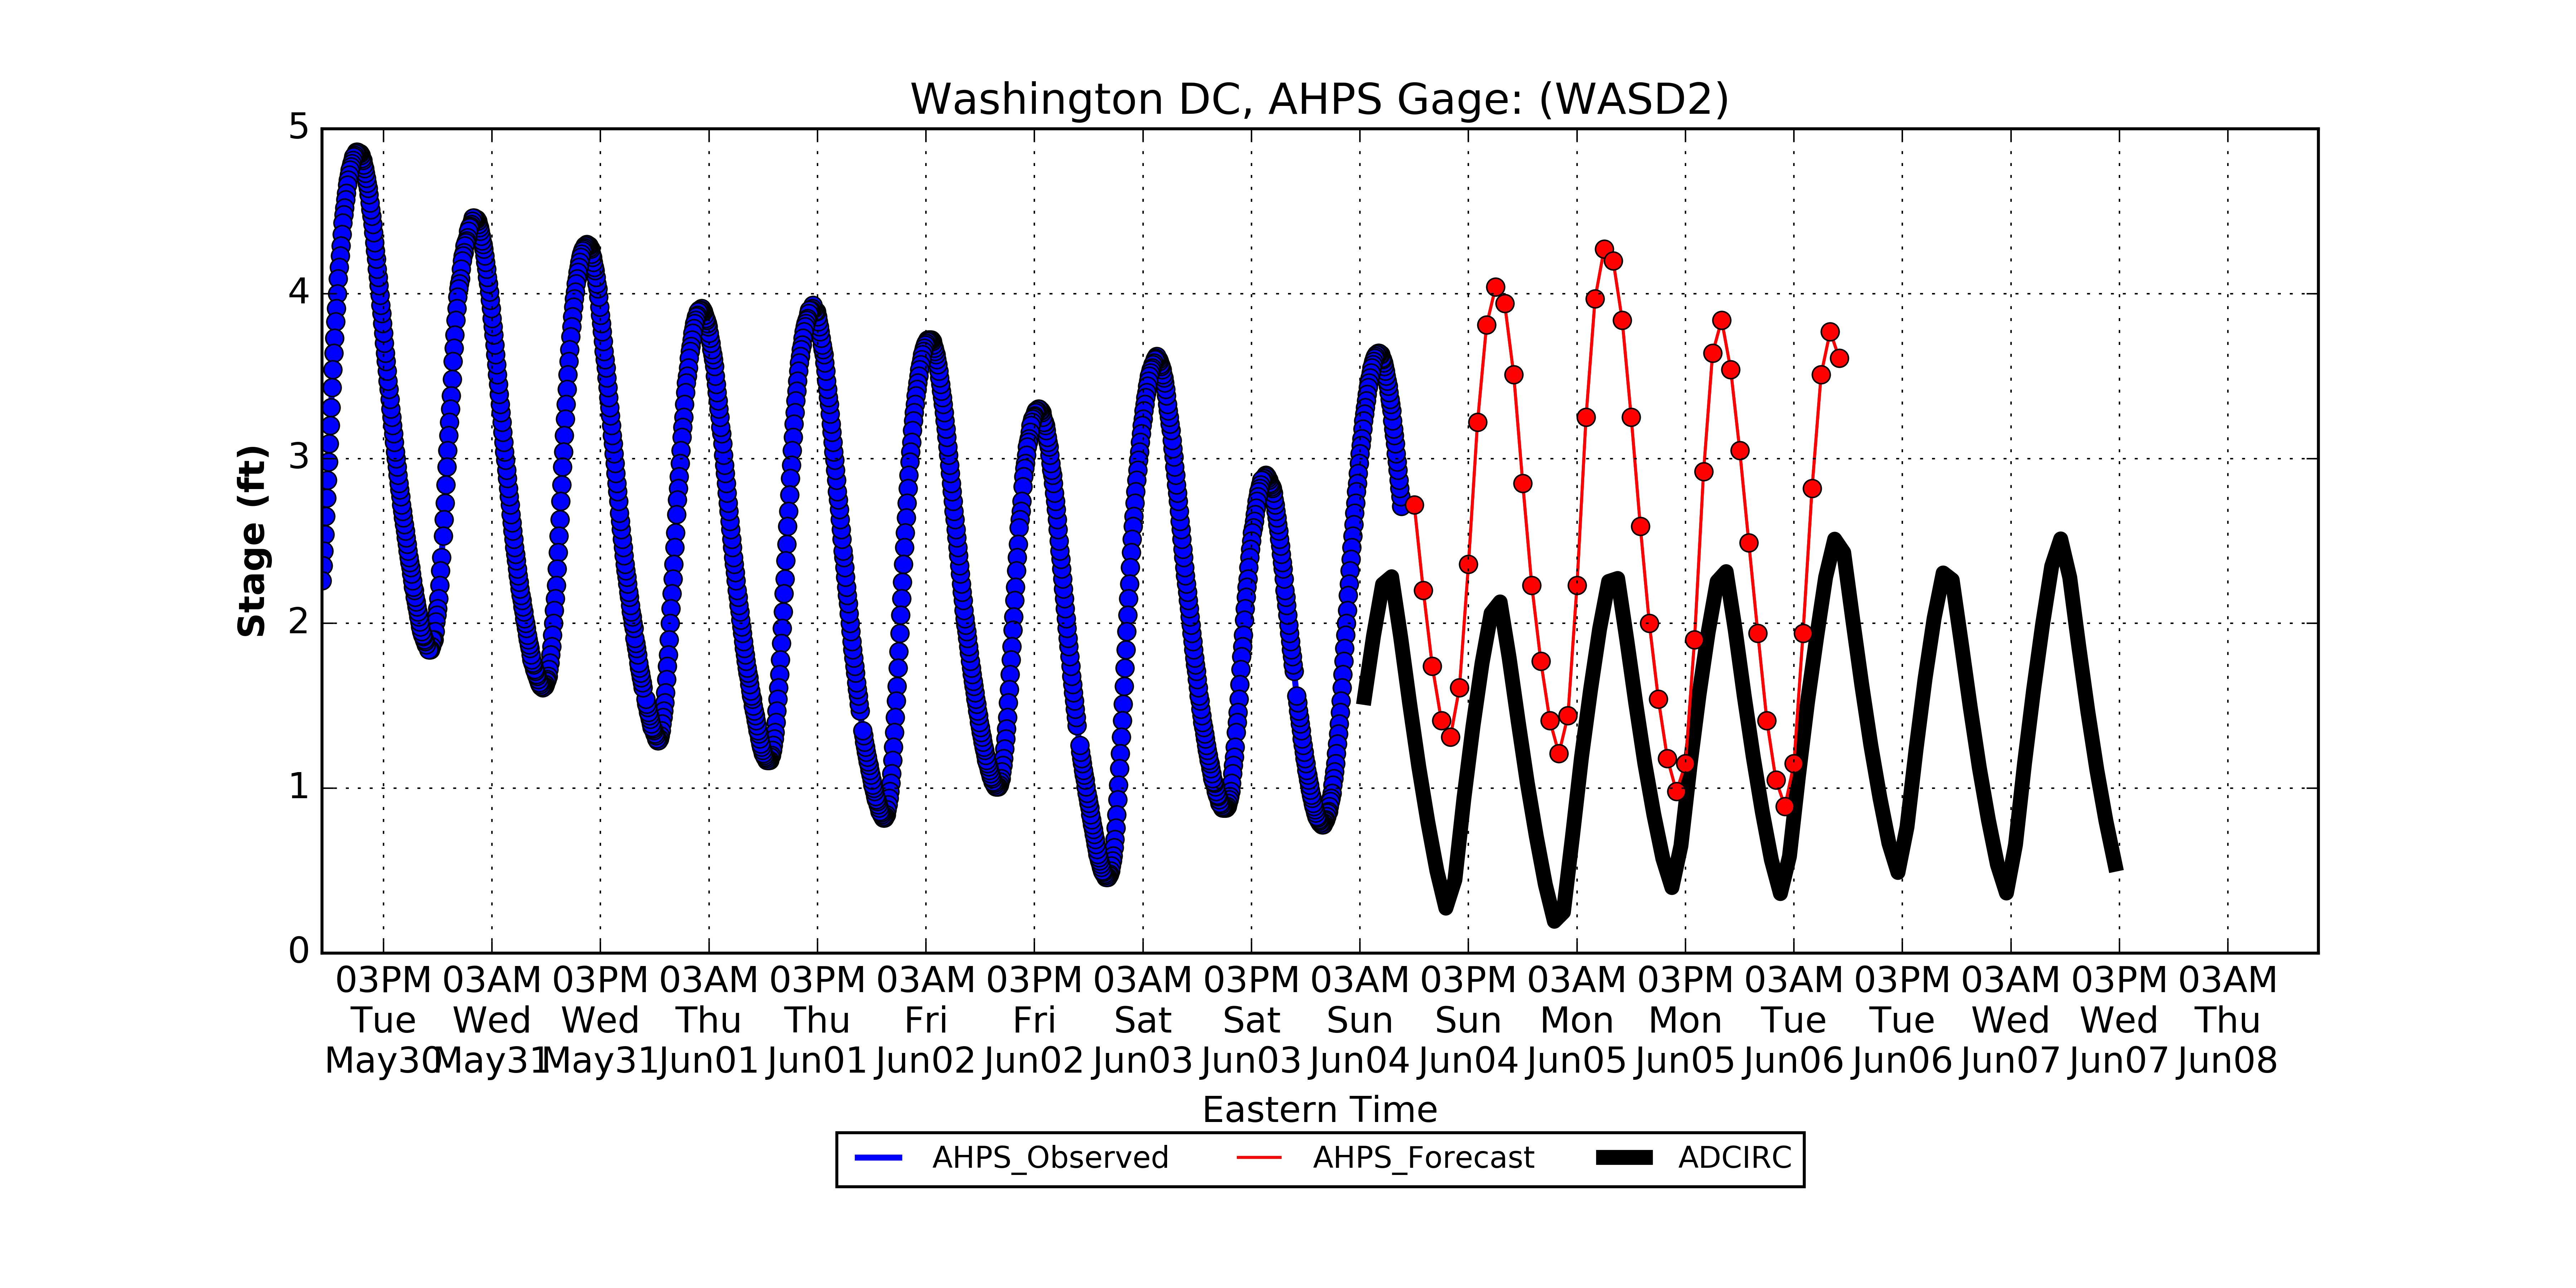 Washington DC, AHPS Gage: (WASD2)
5
4
3
2
1
0
Stage (ft)
03PM 03AM 03PM 03AM 03PM 03AM 03PM 03AM 03PM 03AM 03PM 03AM 03PM 03AM 03PM 03AM 03PM 03AM
Tue Wed Wed Thu Thu Fri Fri Sat Sat Sun Sun Mon Mon Tue Tue Wed Wed Thu
May30 May31 May31 Jun01 Jun01 Jun02 Jun02 Jun03 Jun03 Jun04 Jun04 Jun05 Jun05 Jun06 Jun06 Jun07 Jun07 Jun08
Eastern Time
AHPS_Observed AHPS_Forecast ADCIRC